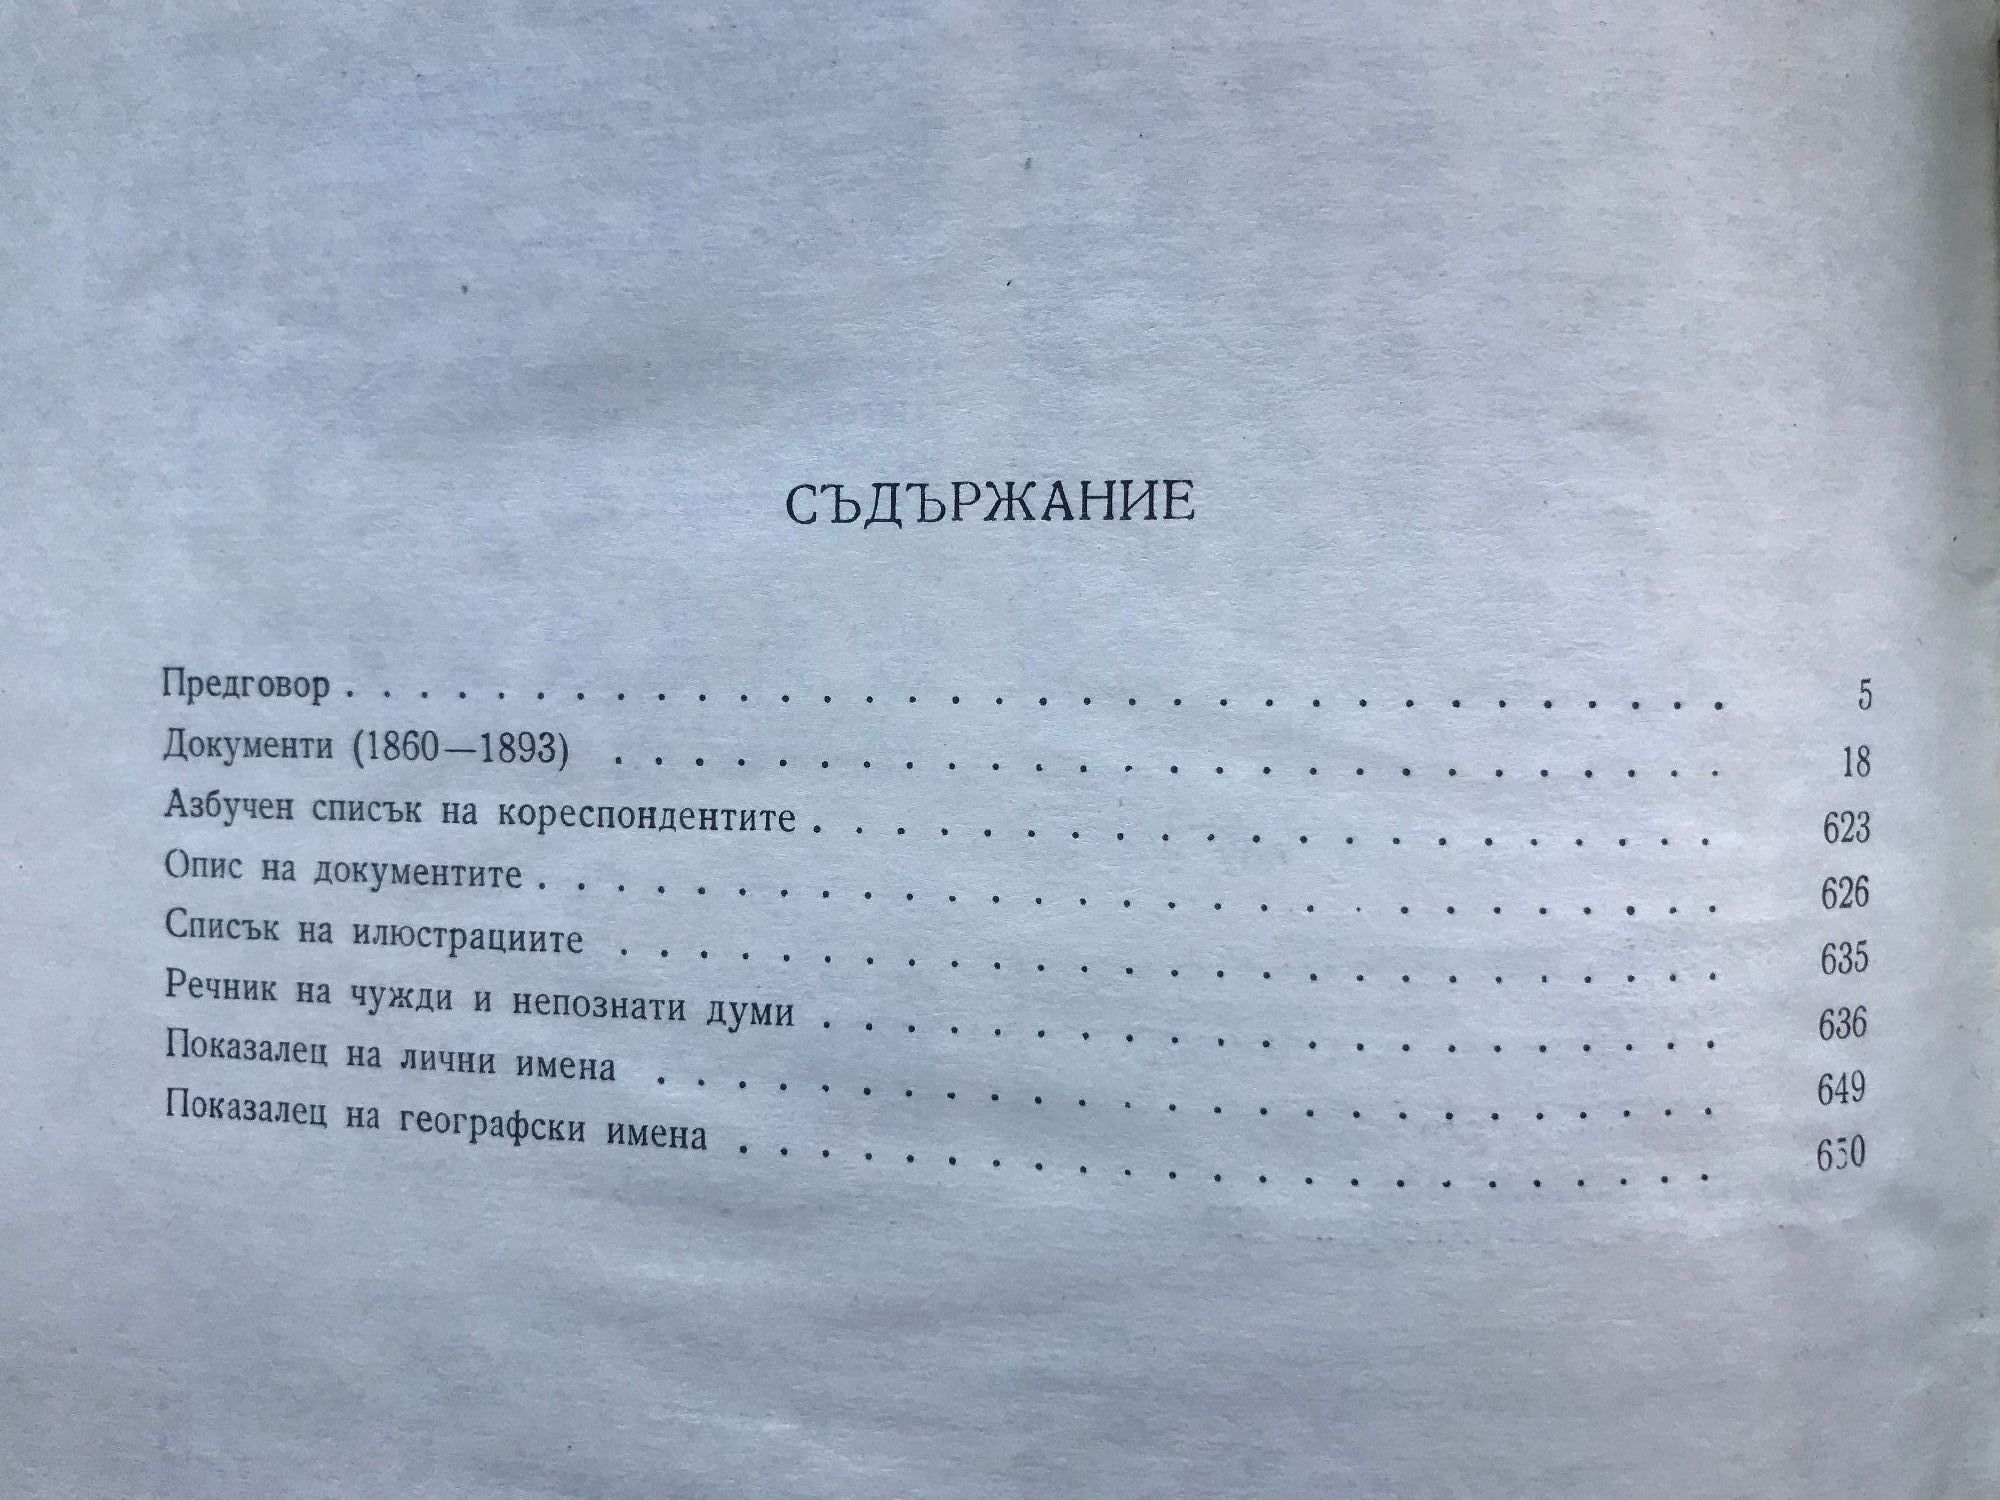 СЪДЪРЖАНИЕ
Предговор . . . . . . . . . . . . . . . . . . . . . . . . . . . . . . . . . 5
Документи (1860—1893) . . . . . . . . . . . . . . . . . . . . . . . . . . 18
Азбучен списък на кореспондентите . . . . . . . . . . . . . . . . . . . . . . 623
Опис на документите . . . . . . . . . . . . . . . . . . . . . . . . . . . . 626
Списък на илюстрациите . . . . . . . . . . . . . . . . . . . . . . . . . . 635
Речник на чужди и непознати думи . . . . . . . . . . . . . . . . . . . . . . 636
Показалец на лични имена . . . . . . . . . . . . . . . . . . . . . . . . . 649
Показалец на географски имена . . . . . . . . . . . . . . . . . . . . . . . 650